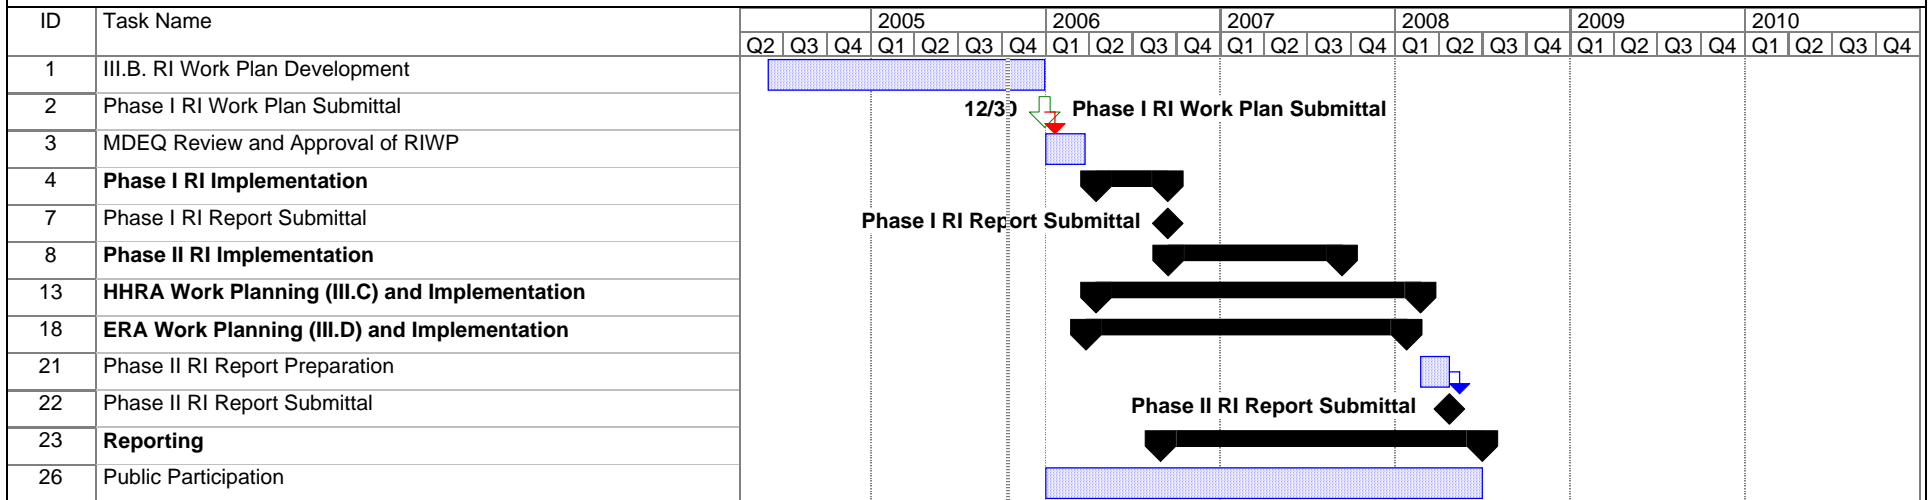 ID Task Name 2005 2006 2007 2008 2009 2010
Q2 Q3 Q4 Q1 Q2 Q3 Q4 Q1 Q2 Q3 Q4 Q1 Q2 Q3 Q4 Q1 Q2 Q3 Q4 Q1 Q2 Q3 Q4 Q1 Q2 Q3 Q4
1 III.B. RI Work Plan Development
2 Phase I RI Work Plan Submittal 12/30 Phase I RI Work Plan Submittal
3 MDEQ Review and Approval of RIWP
4 Phase I RI Implementation
7 Phase I RI Report Submittal Phase I RI Report Submittal
8 Phase II RI Implementation
13 HHRA Work Planning (III.C) and Implementation
18 ERA Work Planning (III.D) and Implementation
21 Phase II RI Report Preparation
22 Phase II RI Report Submittal Phase II RI Report Submittal
23 Reporting
26 Public Participation